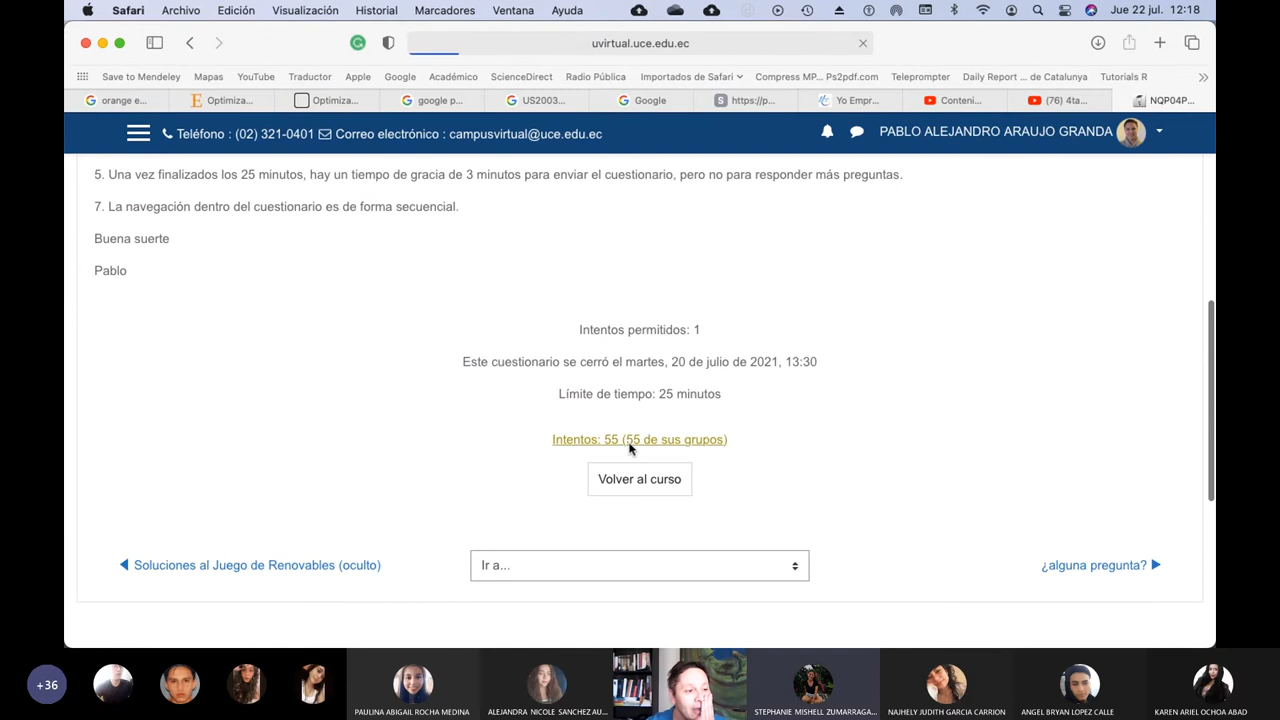 Safari Archivo Edición Visualización Historial Marcadores Ventana Ayuda Jue 22 jul. 12:18
uvirtual.uce.edu.ec
Save to Mendeley Mapas YouTube Traductor Apple Google Académico ScienceDirect Radio Pública Importados de Safari Compress MP... Ps2pdf.com Teleprompter Daily Report ... de Catalunya Tutorials R
orange e... Optimiza... Optimiza... google p... US2003... Google https://p... Yo Empr... Conteni... (76) 4ta... NQP04P...
Teléfono : (02) 321-0401 Correo electrónico : campusvirtual@uce.edu.ec PABLO ALEJANDRO ARAUJO GRANDA
5. Una vez finalizados los 25 minutos, hay un tiempo de gracia de 3 minutos para enviar el cuestionario, pero no para responder más preguntas.
7. La navegación dentro del cuestionario es de forma secuencial.
Buena suerte
Pablo
Intentos permitidos: 1
Este cuestionario se cerró el martes, 20 de julio de 2021, 13:30
Límite de tiempo: 25 minutos
Intentos: 55 (55 de sus grupos)
Volver al curso
Soluciones al Juego de Renovables (oculto) Ir a... ¿alguna pregunta?
+36 PAULINA ABIGAIL ROCHA MEDINA ALEJANDRA NICOLE SANCHEZ AU... STEPHANIE MISHELL ZUMARRAGA... NAJHELY JUDITH GARCIA CARRION ANGEL BRYAN LOPEZ CALLE KAREN ARIEL OCHOA ABAD